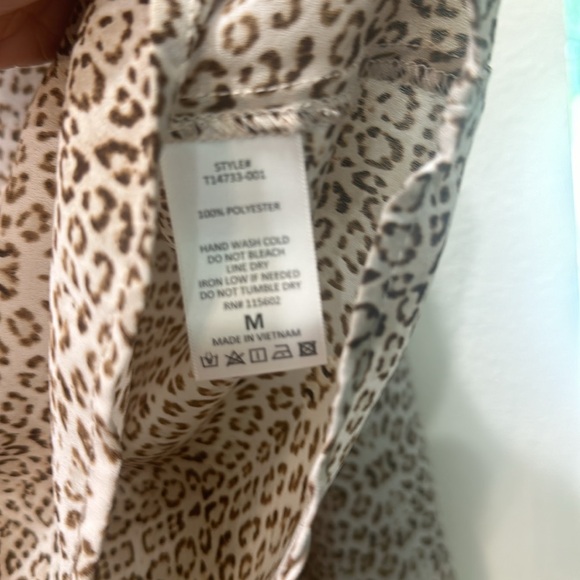 STYLE#
T14733-001
100% POLYESTER
HAND WASH COLD
DO NOT BLEACH
LINE DRY
IRON LOW IF NEEDED
DO NOT TUMBLE DRY
RN# 115602
M
MADE IN VIETNAM